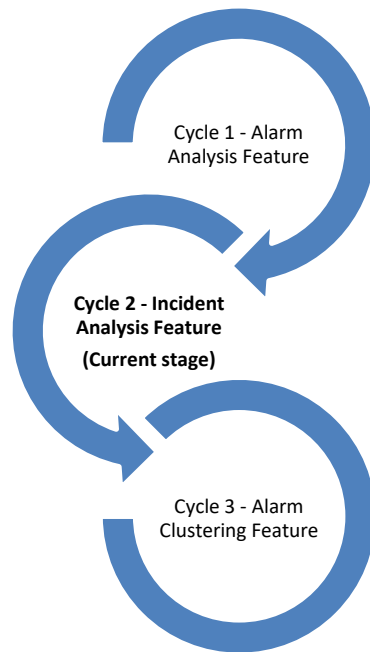 Cycle 1 - Alarm
Analysis Feature
Cycle 2 - Incident
Analysis Feature
(Current stage)
Cycle 3 - Alarm
Clustering Feature